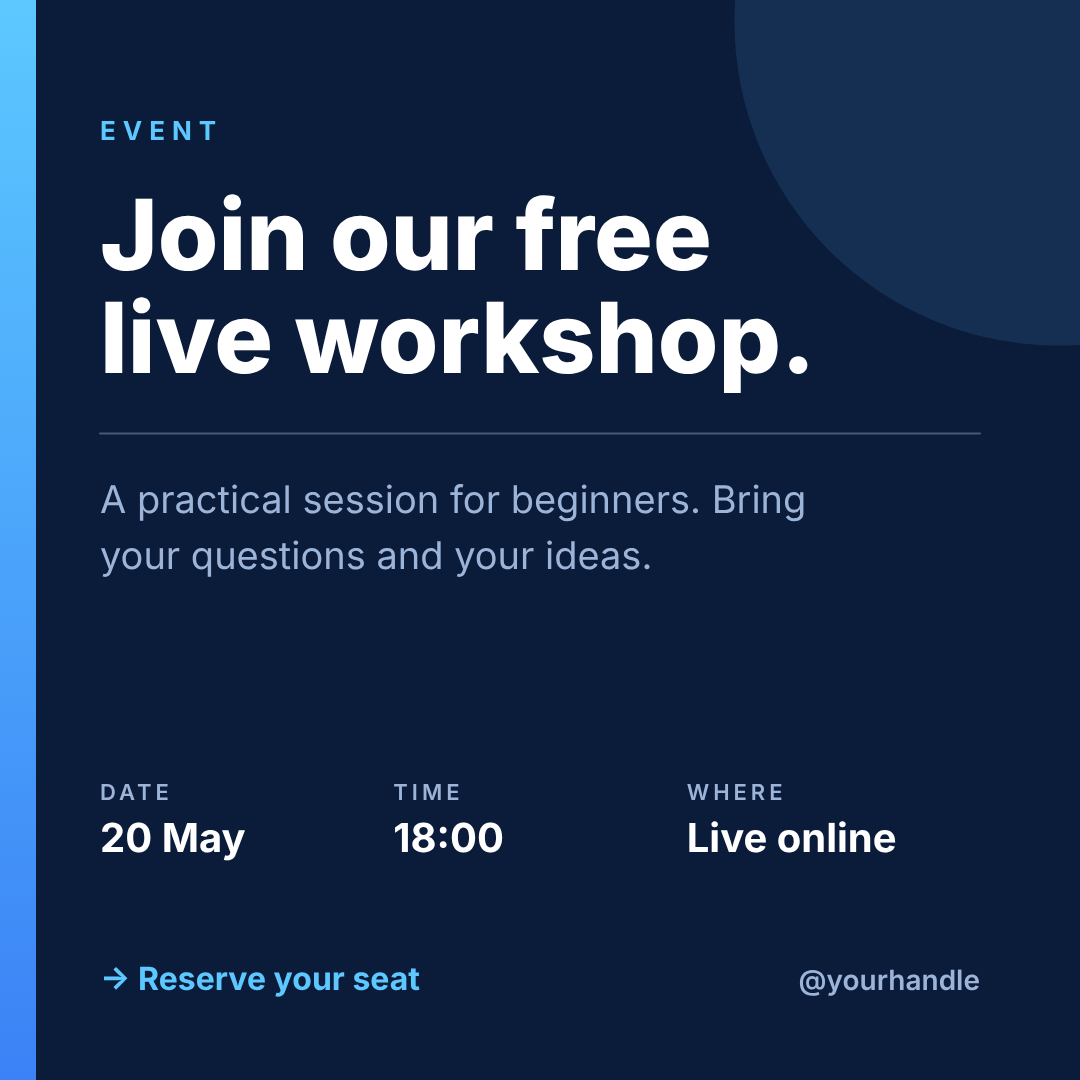 EVENT
Join our free
live workshop.
A practical session for beginners. Bring
your questions and your ideas.
DATE
20 May
TIME
18:00
WHERE
Live online
→ Reserve your seat
@yourhandle